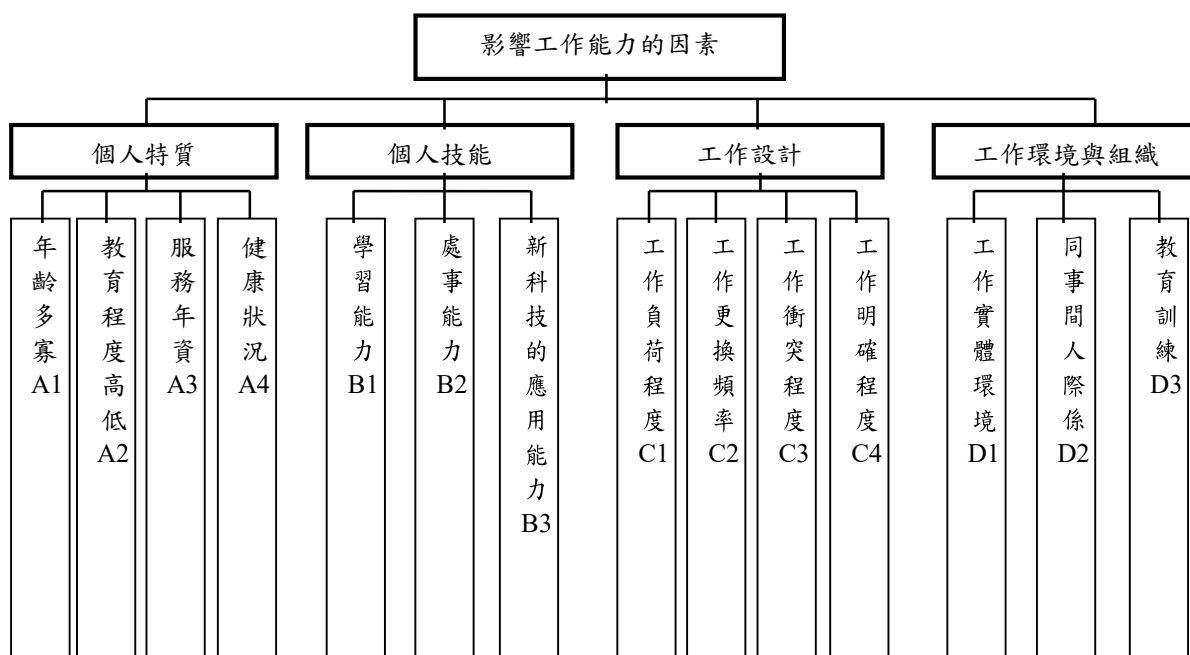 影響工作能力的因素
個人特質
個人技能
工作設計
工作環境與組織
年齡多寡A1
教育程度高低A2
服務年資A3
健康狀況A4
學習能力B1
處事能力B2
新科技的應用能力B3
工作負荷程度C1
工作更換頻率C2
工作衝突程度C3
工作明確程度C4
工作實體環境D1
同事間人際係D2
教育訓練D3